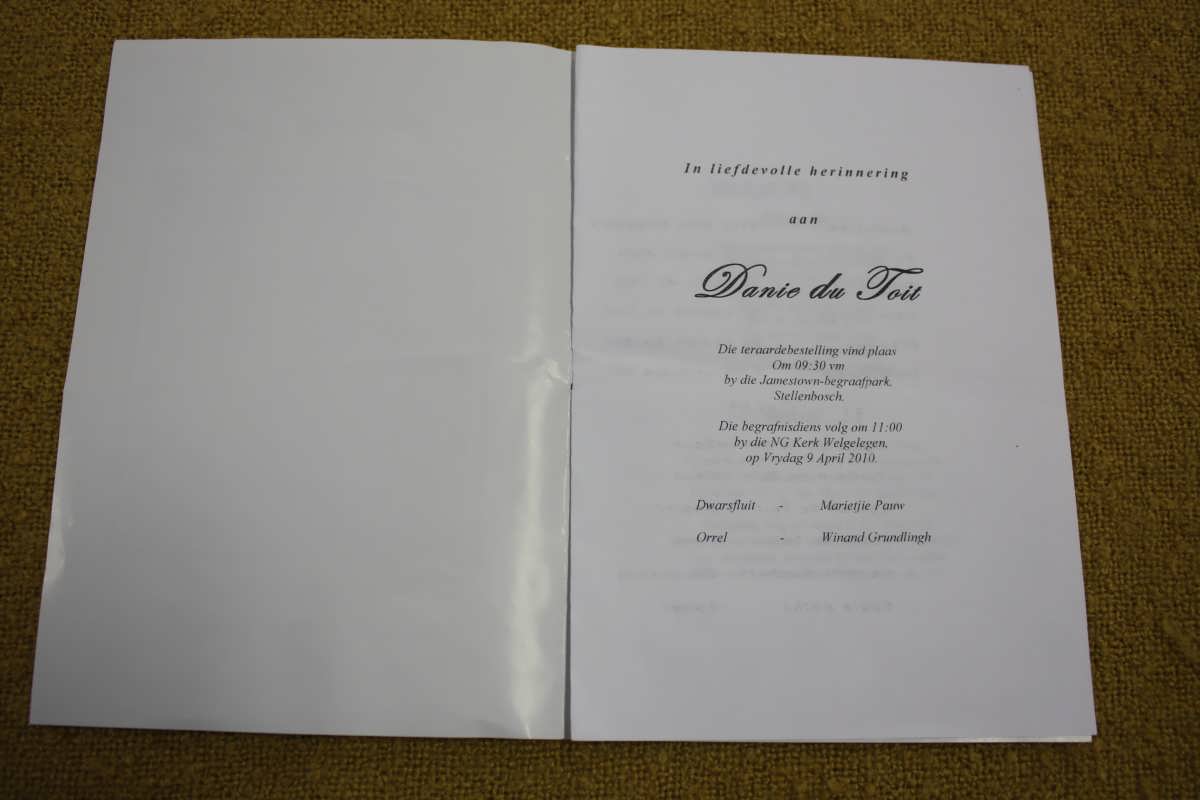 In liefdevolle herinnering
aan
Danie du Toit
Die teraardebestelling vind plaas
Om 09:30 vm
by die Jamestown-begraafpark,
Stellenbosch.
Die begrafnisdiens volg om 11:00
by die NG Kerk Welgelegen,
op Vrydag 9 April 2010.
Dwarsfluit - Marietjie Pauw
Orrel - Winand Grundlingh